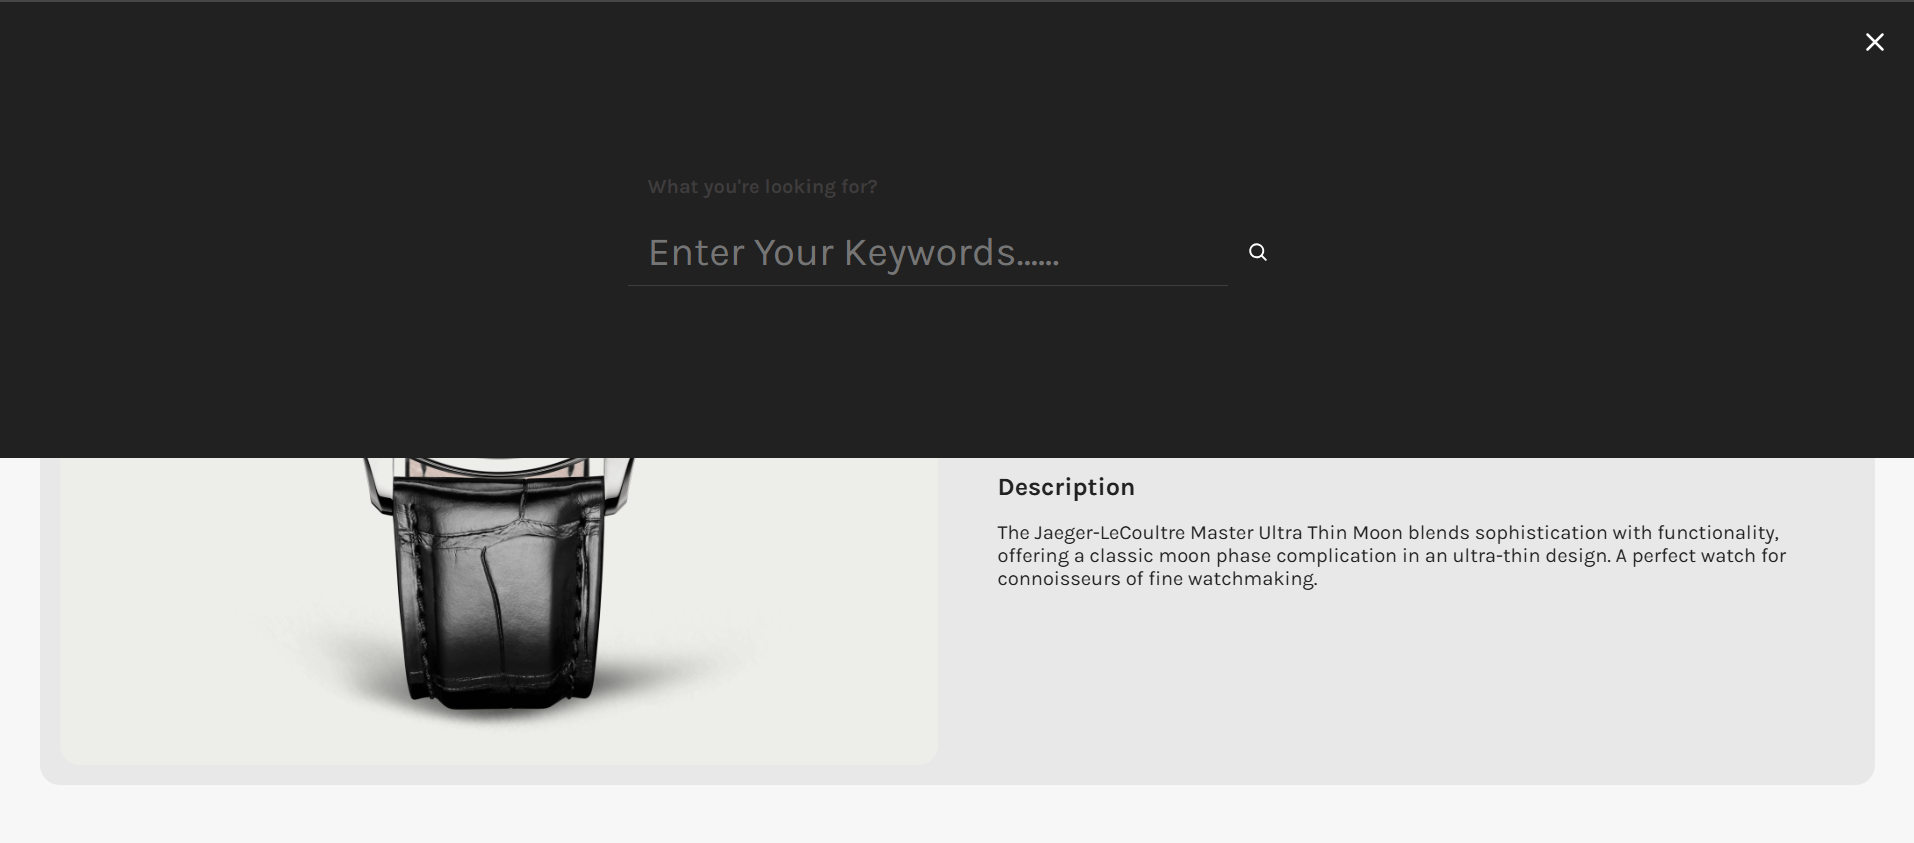 What you're looking for?
Enter Your Keywords......
Description
The Jaeger-LeCoultre Master Ultra Thin Moon blends sophistication with functionality,
offering a classic moon phase complication in an ultra-thin design. A perfect watch for
connoisseurs of fine watchmaking.